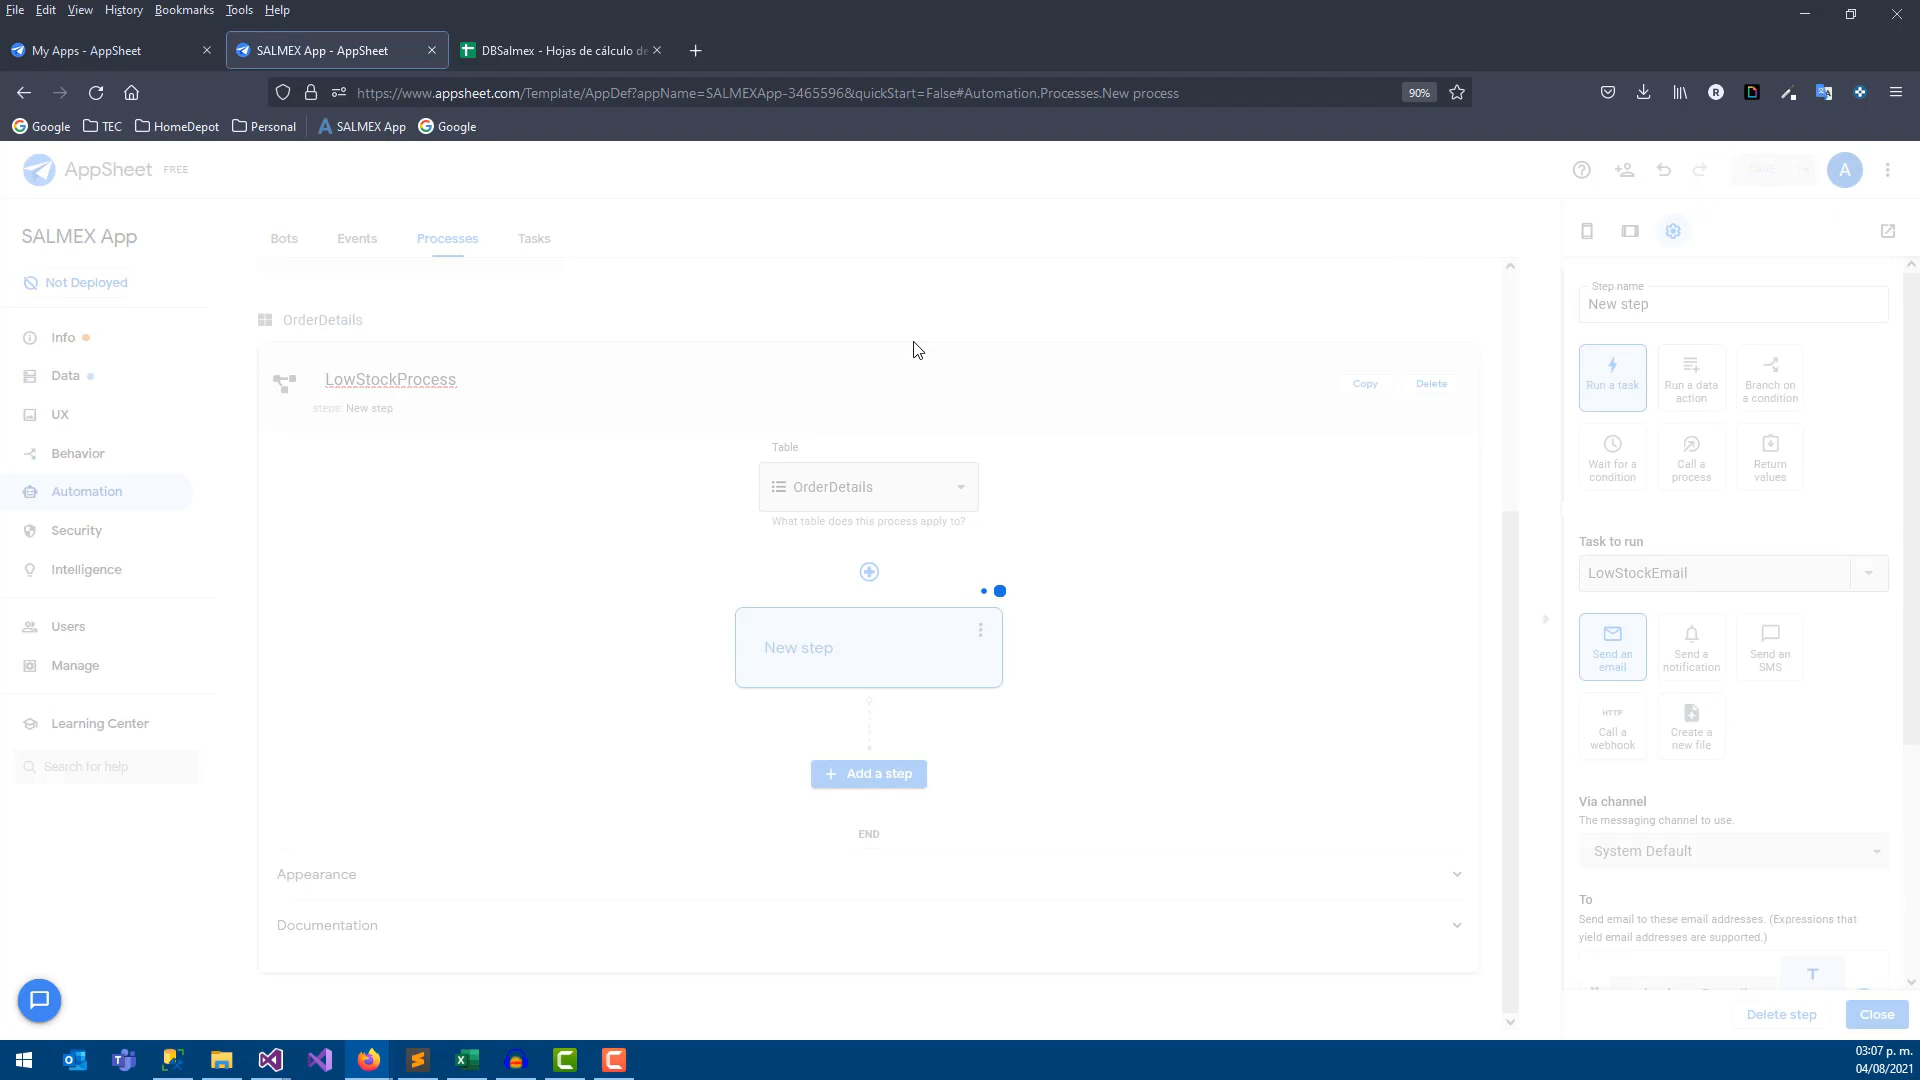 File Edit View History Bookmarks Tools Help
My Apps - AppSheet
SALMEX App - AppSheet
DBSalmex - Hojas de cálculo de
https://www.appsheet.com/Template/AppDef?appName=SALMEXApp-3465596&quickStart=False#Automation.Processes.New process
90%
Google TEC HomeDepot Personal SALMEX App Google
AppSheet FREE
SAVE
A
SALMEX App
Not Deployed
Info
Data
UX
Behavior
Automation
Security
Intelligence
Users
Manage
Learning Center
Search for help
Bots Events Processes Tasks
OrderDetails
LowStockProcess
steps: New step
Copy Delete
Table
OrderDetails
What table does this process apply to?
New step
+ Add a step
END
Appearance
Documentation
Step name
New step
Run a task
Run a data action
Branch on a condition
Wait for a condition
Call a process
Return values
Task to run
LowStockEmail
Send an email
Send a notification
Send an SMS
HTTP
Call a webhook
Create a new file
Via channel
The messaging channel to use.
System Default
To
Send email to these email addresses. (Expressions that
yield email addresses are supported.)
T
Delete step Close
03:07 p. m.
04/08/2021